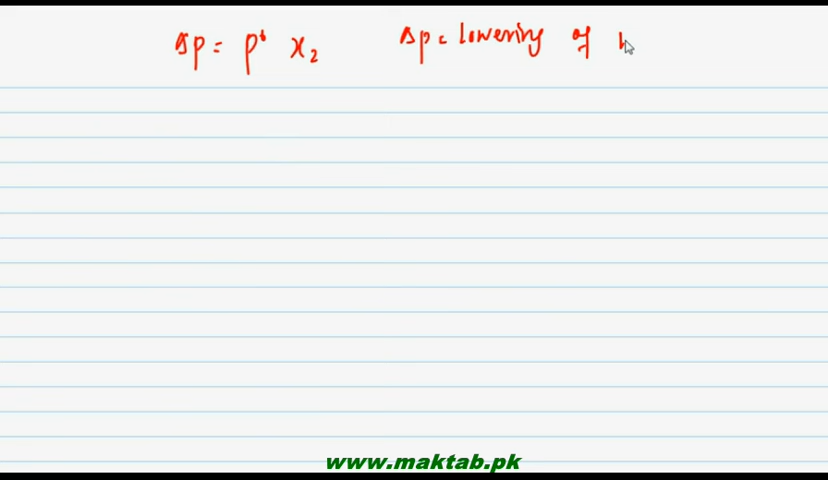 Δp = p° x₂ Δp = lowering of
www.maktab.pk